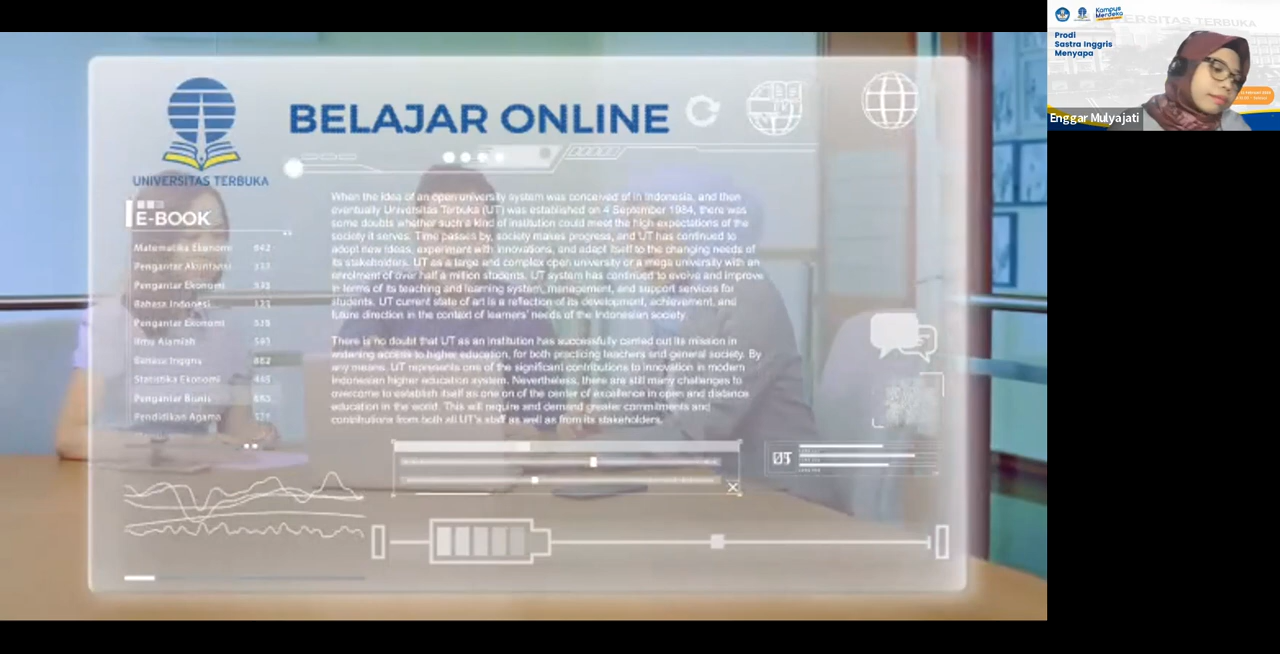 BELAJAR ONLINE
UNIVERSITAS TERBUKA
E-BOOK
Matematika Ekonomi
Pengantar Akuntansi
Pengantar Ekonomi
Bahasa Indonesi
Pengantar Ekonomi
Ilmu Alamiah
Bahasa Inggris
Statistika Ekonomi
Pengantar Bisnis
Pendidikan Agama
When the idea of an open university system was conceived of in Indonesia, and then
eventually Universitas Terbuka (UT) was established on 4 September 1984, there was
some doubts whether such a kind of institution could meet the high expectations of the
society it serves. Time passes by, society makes progress, and UT has continued to
adopt new ideas, experiment with innovations, and adapt itself to the changing needs of
its stakeholders. UT as a large and complex open university or a mega university with an
enrolment of over half a million students. UT system has continued to evolve and improve
in terms of its teaching and learning system, management, and support services for
students. UT current state of art is a reflection of its development, achievement, and
future direction in the context of learners' needs of the Indonesian society.
There is no doubt that UT as an institution has successfully carried out its mission in
widening access to higher education, for both practicing teachers and general society. By
any means, UT represents one of the significant contributions to innovation in modern
Indonesian higher education system. Nevertheless, there are still many challenges to
overcome to establish itself as one on of the center of excellence in open and distance
education in the world. This will require and demand greater commitments and
contributions from both all UT's staff as well as from its stakeholders.
UT
Kampus
Merdeka
UNIVERSITAS TERBUKA
Prodi
Sastra Inggris
Menyapa
Enggar Mulyajati